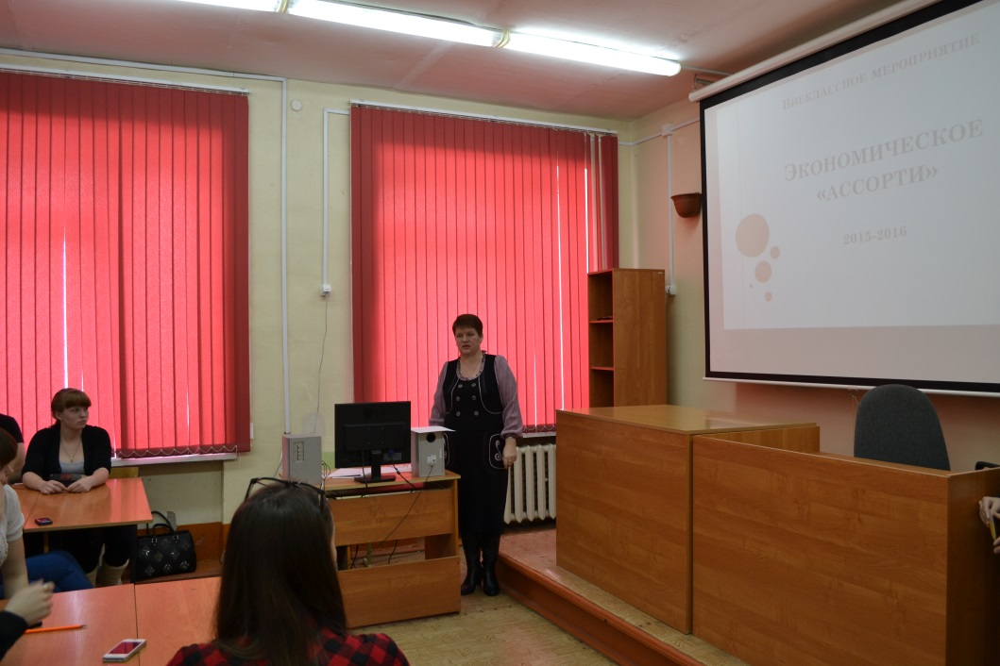 Внеклассное мероприятие
Экономическое
«ассорти»
2015-2016